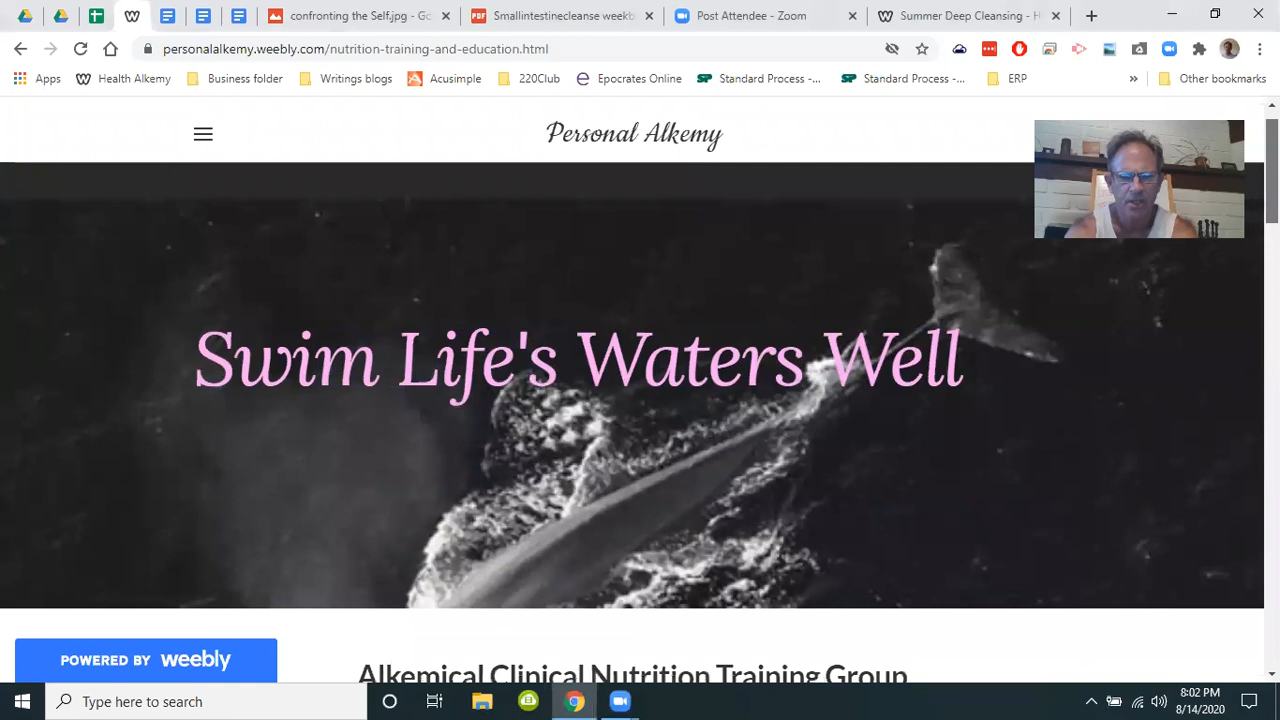 confronting the Self.jpg - Gc
Smallintestinecleanse weekly
Post Attendee - Zoom
Summer Deep Cleansing - H
personalalkemy.weebly.com/nutrition-training-and-education.html
Apps
Health Alkemy
Business folder
Writings blogs
Acusimple
220Club
Epocrates Online
Standard Process -...
Standard Process -...
ERP
Other bookmarks
Personal Alkemy
Swim Life's Waters Well
POWERED BY weebly
Alkemical Clinical Nutrition Training Group
Type here to search
8:02 PM
8/14/2020